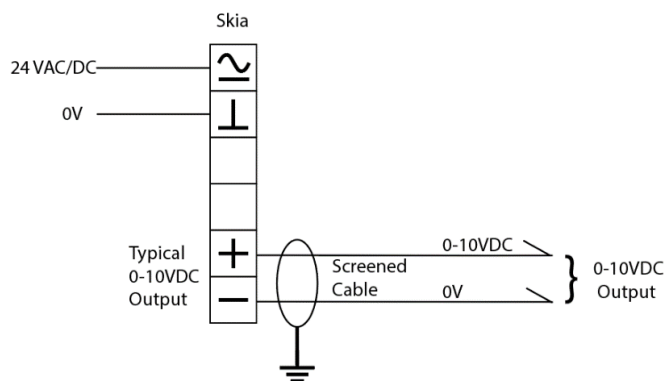 Skia
24 VAC/DC
0V
+
Typical
0-10VDC
Output
−
Screened
Cable
0-10VDC
0V
0-10VDC
Output